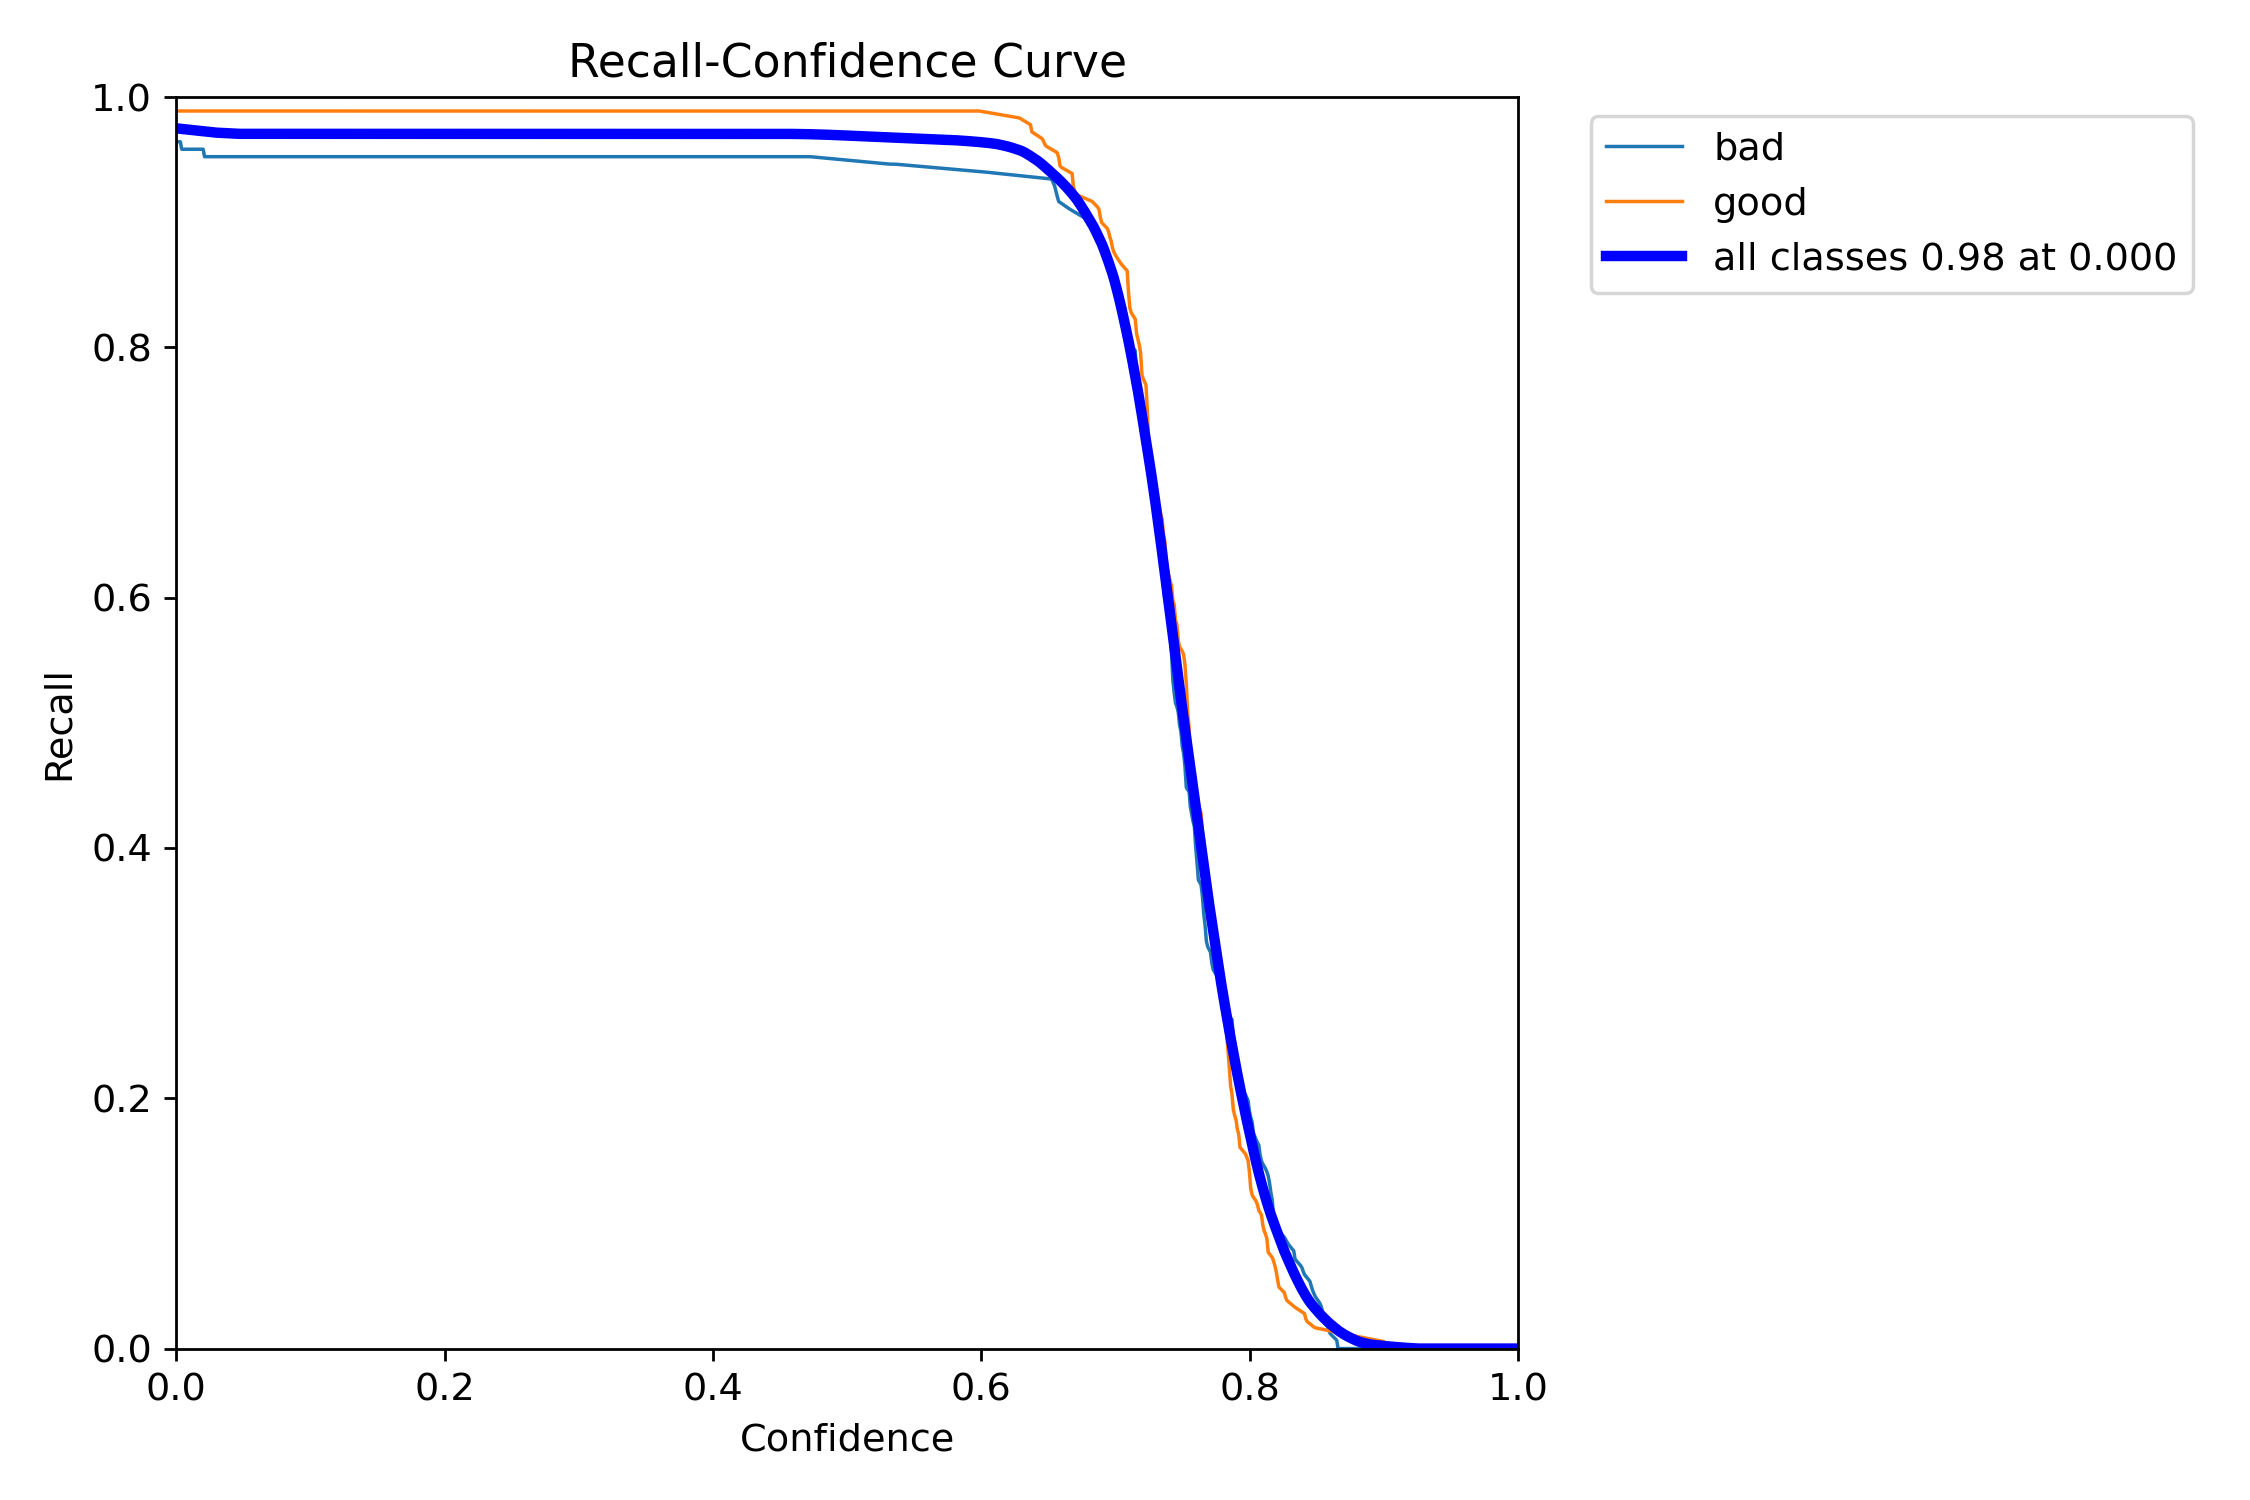 Recall-Confidence Curve
1.0
0.8
0.6
0.4
0.2
0.0
Recall
0.0 0.2 0.4 0.6 0.8 1.0
Confidence
bad
good
all classes 0.98 at 0.000